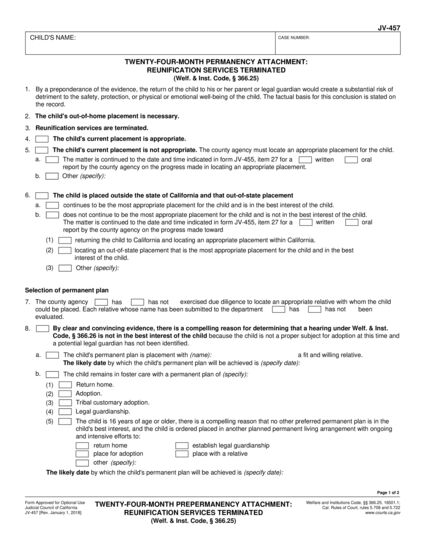 JV-457
CHILD'S NAME:
CASE NUMBER:
TWENTY-FOUR-MONTH PERMANENCY ATTACHMENT:
REUNIFICATION SERVICES TERMINATED
(Welf. & Inst. Code, § 366.25)
1. By a preponderance of the evidence, the return of the child to his or her parent or legal guardian would create a substantial risk of
detriment to the safety, protection, or physical or emotional well-being of the child. The factual basis for this conclusion is stated on
the record.
2. The child's out-of-home placement is necessary.
3. Reunification services are terminated.
4. The child's current placement is appropriate.
5. The child's current placement is not appropriate. The county agency must locate an appropriate placement for the child.
a. The matter is continued to the date and time indicated in form JV-455, item 27 for a written oral
report by the county agency on the progress made in locating an appropriate placement.
b. Other (specify):
6. The child is placed outside the state of California and that out-of-state placement
a. continues to be the most appropriate placement for the child and is in the best interest of the child.
b. does not continue to be the most appropriate placement for the child and is not in the best interest of the child.
The matter is continued to the date and time indicated in form JV-455, item 27 for a written oral
report by the county agency on the progress made toward
(1) returning the child to California and locating an appropriate placement within California.
(2) locating an out-of-state placement that is the most appropriate placement for the child and in the best
interest of the child.
(3) Other (specify):
Selection of permanent plan
7. The county agency has has not exercised due diligence to locate an appropriate relative with whom the child
could be placed. Each relative whose name has been submitted to the department has has not been
evaluated.
8. By clear and convincing evidence, there is a compelling reason for determining that a hearing under Welf. & Inst.
Code, § 366.26 is not in the best interest of the child because the child is not a proper subject for adoption at this time and
a potential legal guardian has not been identified.
a. The child's permanent plan is placement with (name): a fit and willing relative.
The likely date by which the child's permanent plan will be achieved is (specify date):
b. The child remains in foster care with a permanent plan of (specify):
(1) Return home.
(2) Adoption.
(3) Tribal customary adoption.
(4) Legal guardianship.
(5) The child is 16 years of age or older, there is a compelling reason that no other preferred permanent plan is in the
child's best interest, and the child is ordered placed in another planned permanent living arrangement with ongoing
and intensive efforts to:
return home establish legal guardianship
place for adoption place with a relative
other (specify):
The likely date by which the child's permanent plan will be achieved is (specify date):
Page 1 of 2
Form Approved for Optional Use
Judicial Council of California
JV-457 [Rev. January 1, 2018]
TWENTY-FOUR-MONTH PREPERMANENCY ATTACHMENT:
REUNIFICATION SERVICES TERMINATED
(Welf. & Inst. Code, § 366.25)
Welfare and Institutions Code, §§ 366.25, 16501.1;
Cal. Rules of Court, rules 5.708 and 5.722
www.courts.ca.gov